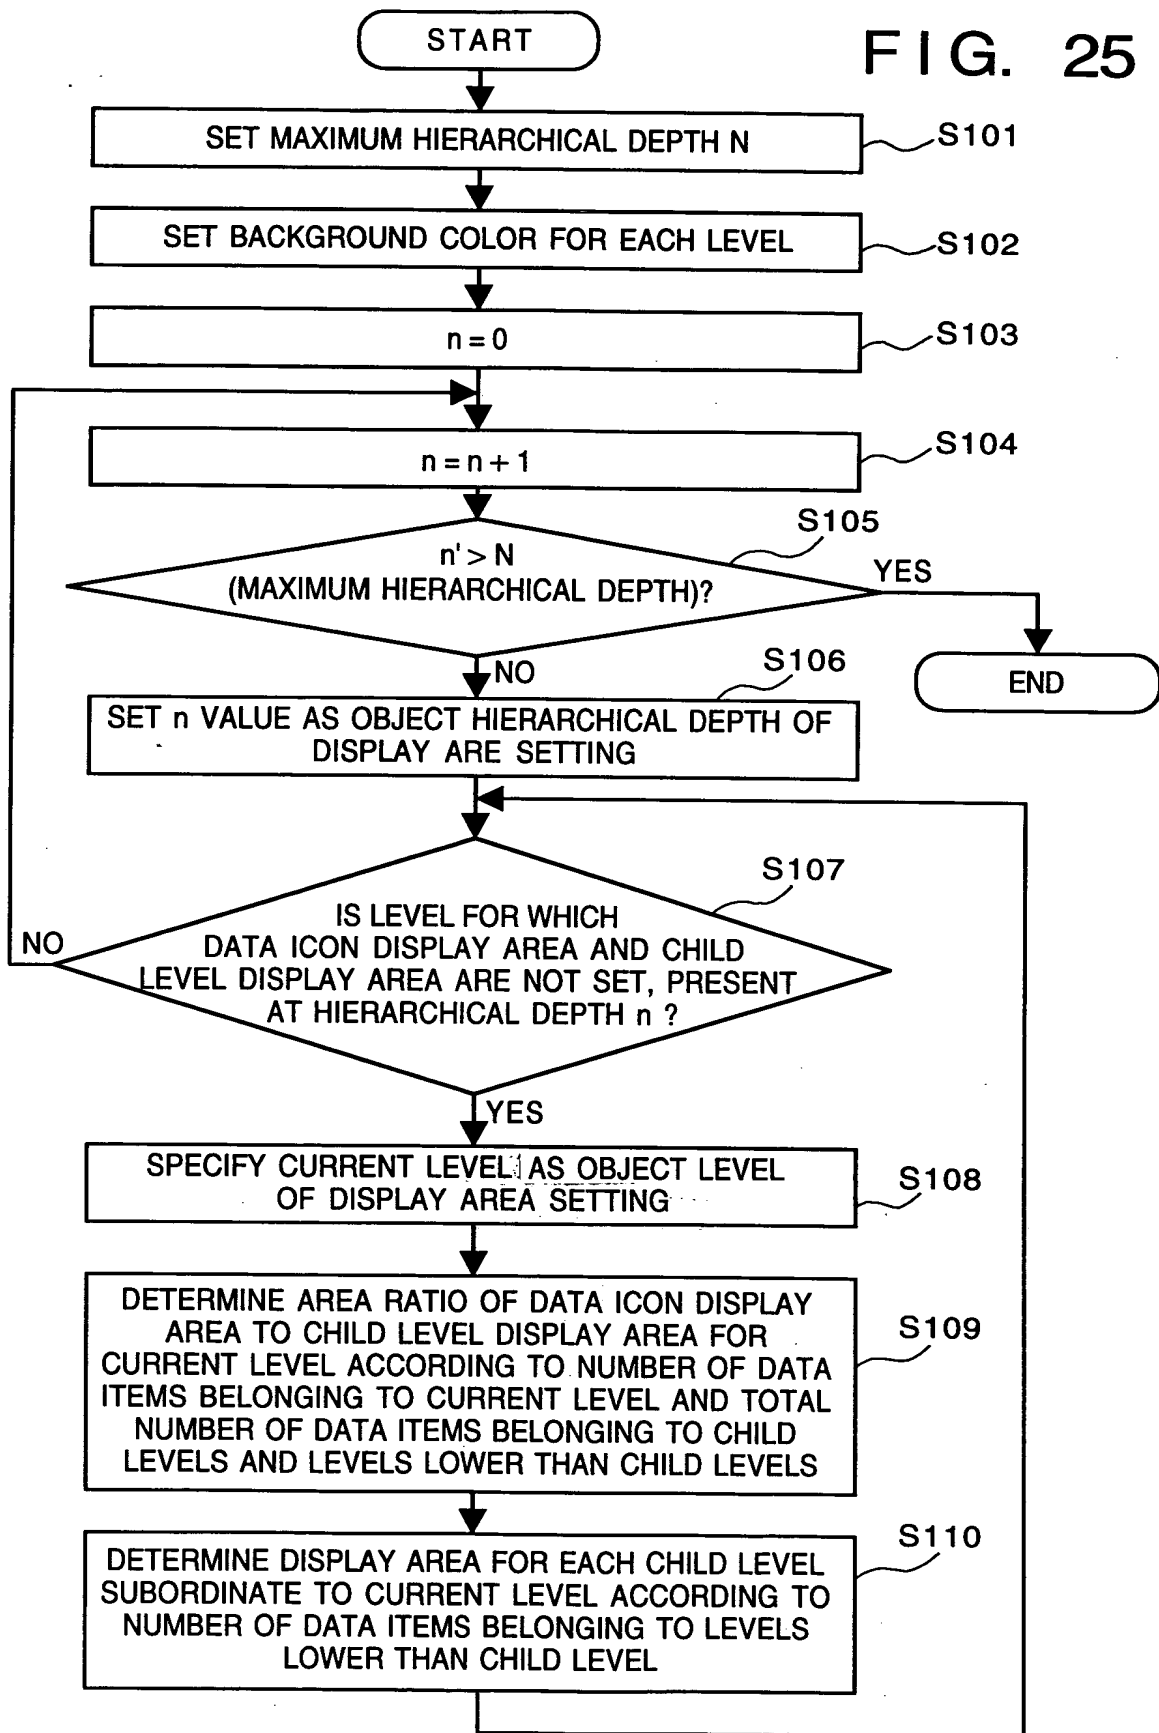 START
FIG. 25
SET MAXIMUM HIERARCHICAL DEPTH N
S101
SET BACKGROUND COLOR FOR EACH LEVEL
S102
n = 0
S103
n = n + 1
S104
S105
n' > N
(MAXIMUM HIERARCHICAL DEPTH)?
YES
END
NO
S106
SET n VALUE AS OBJECT HIERARCHICAL DEPTH OF
DISPLAY ARE SETTING
S107
IS LEVEL FOR WHICH
DATA ICON DISPLAY AREA AND CHILD
LEVEL DISPLAY AREA ARE NOT SET, PRESENT
AT HIERARCHICAL DEPTH n ?
NO
YES
SPECIFY CURRENT LEVEL AS OBJECT LEVEL
OF DISPLAY AREA SETTING
S108
DETERMINE AREA RATIO OF DATA ICON DISPLAY
AREA TO CHILD LEVEL DISPLAY AREA FOR
CURRENT LEVEL ACCORDING TO NUMBER OF DATA
ITEMS BELONGING TO CURRENT LEVEL AND TOTAL
NUMBER OF DATA ITEMS BELONGING TO CHILD
LEVELS AND LEVELS LOWER THAN CHILD LEVELS
S109
DETERMINE DISPLAY AREA FOR EACH CHILD LEVEL
SUBORDINATE TO CURRENT LEVEL ACCORDING TO
NUMBER OF DATA ITEMS BELONGING TO LEVELS
LOWER THAN CHILD LEVEL
S110